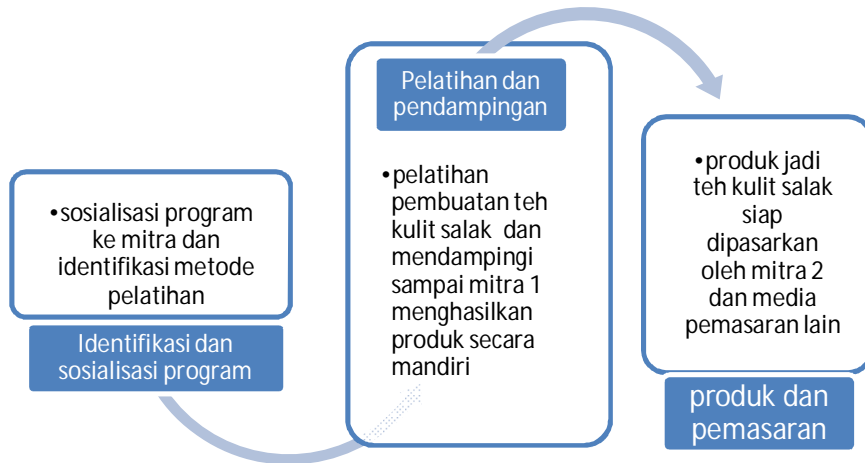 •sosialisasi program
ke mitra dan
identifikasi metode
pelatihan
Identifikasi dan
sosialisasi program
Pelatihan dan
pendampingan
•pelatihan
pembuatan teh
kulit salak dan
mendampingi
sampai mitra 1
menghasilkan
produk secara
mandiri
•produk jadi
teh kulit salak
siap
dipasarkan
oleh mitra 2
dan media
pemasaran lain
produk dan
pemasaran